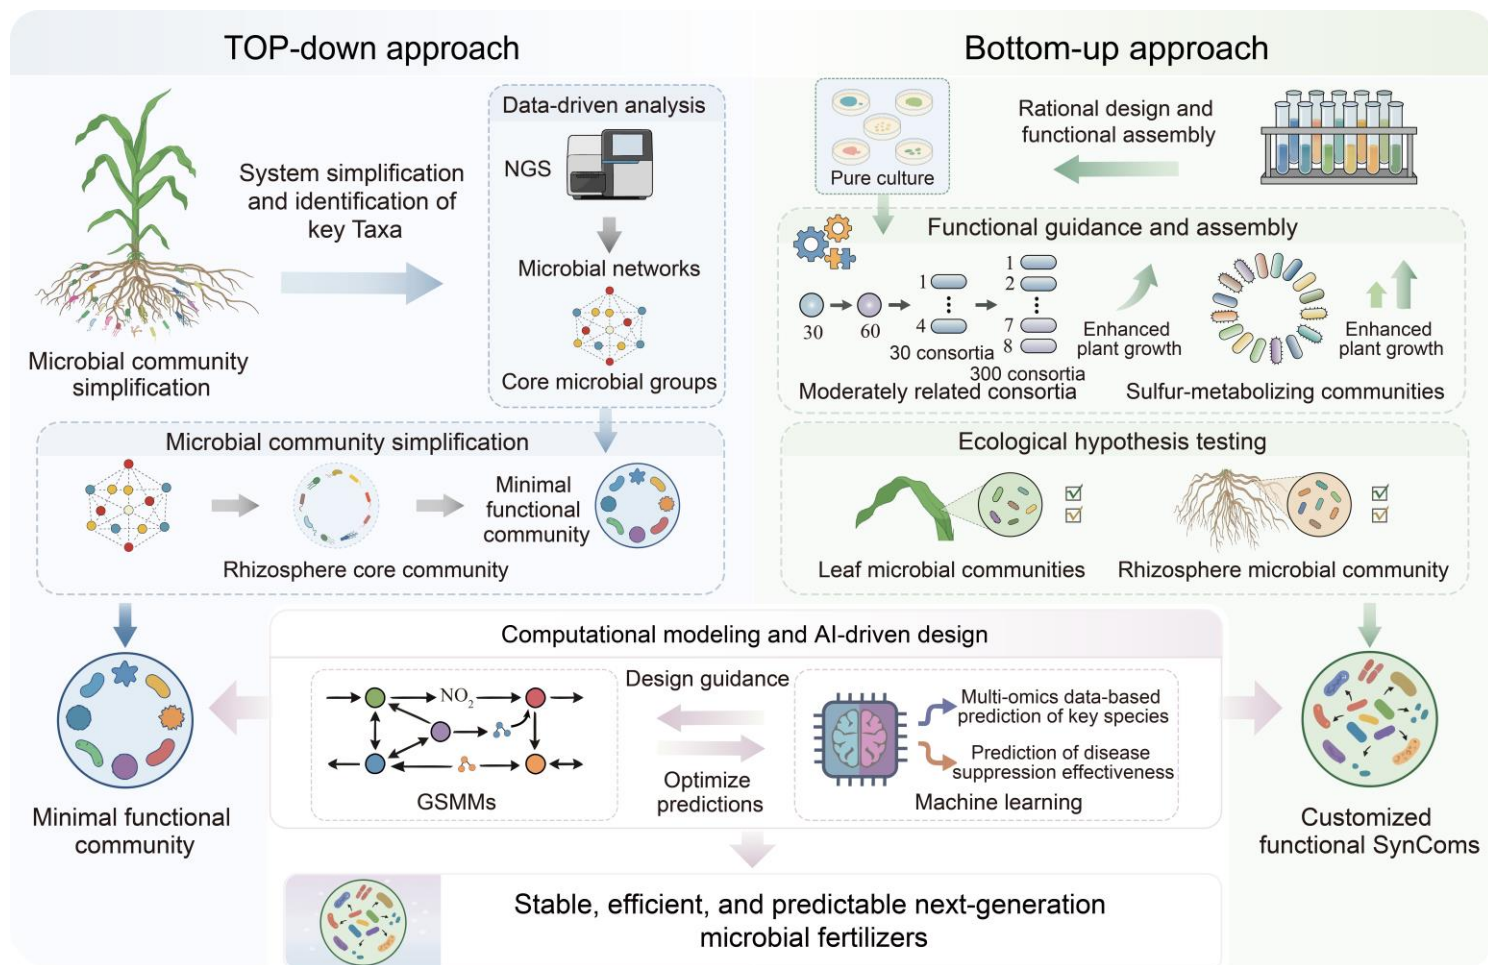 TOP-down approach
Bottom-up approach
Data-driven analysis
NGS
System simplification
and identification of
key Taxa
Microbial networks
Core microbial groups
Microbial community
simplification
Microbial community simplification
Minimal
functional
community
Rhizosphere core community
Minimal functional
community
Pure culture
Rational design and
functional assembly
Functional guidance and assembly
30
60
1
4
30 consortia
1
2
7
8
300 consortia
Enhanced
plant growth
Moderately related consortia
Enhanced
plant growth
Sulfur-metabolizing communities
Ecological hypothesis testing
Leaf microbial communities
Rhizosphere microbial community
Customized
functional SynComs
Computational modeling and AI-driven design
NO2
GSMMs
Design guidance
Optimize
predictions
Multi-omics data-based
prediction of key species
Prediction of disease
suppression effectiveness
Machine learning
Stable, efficient, and predictable next-generation
microbial fertilizers